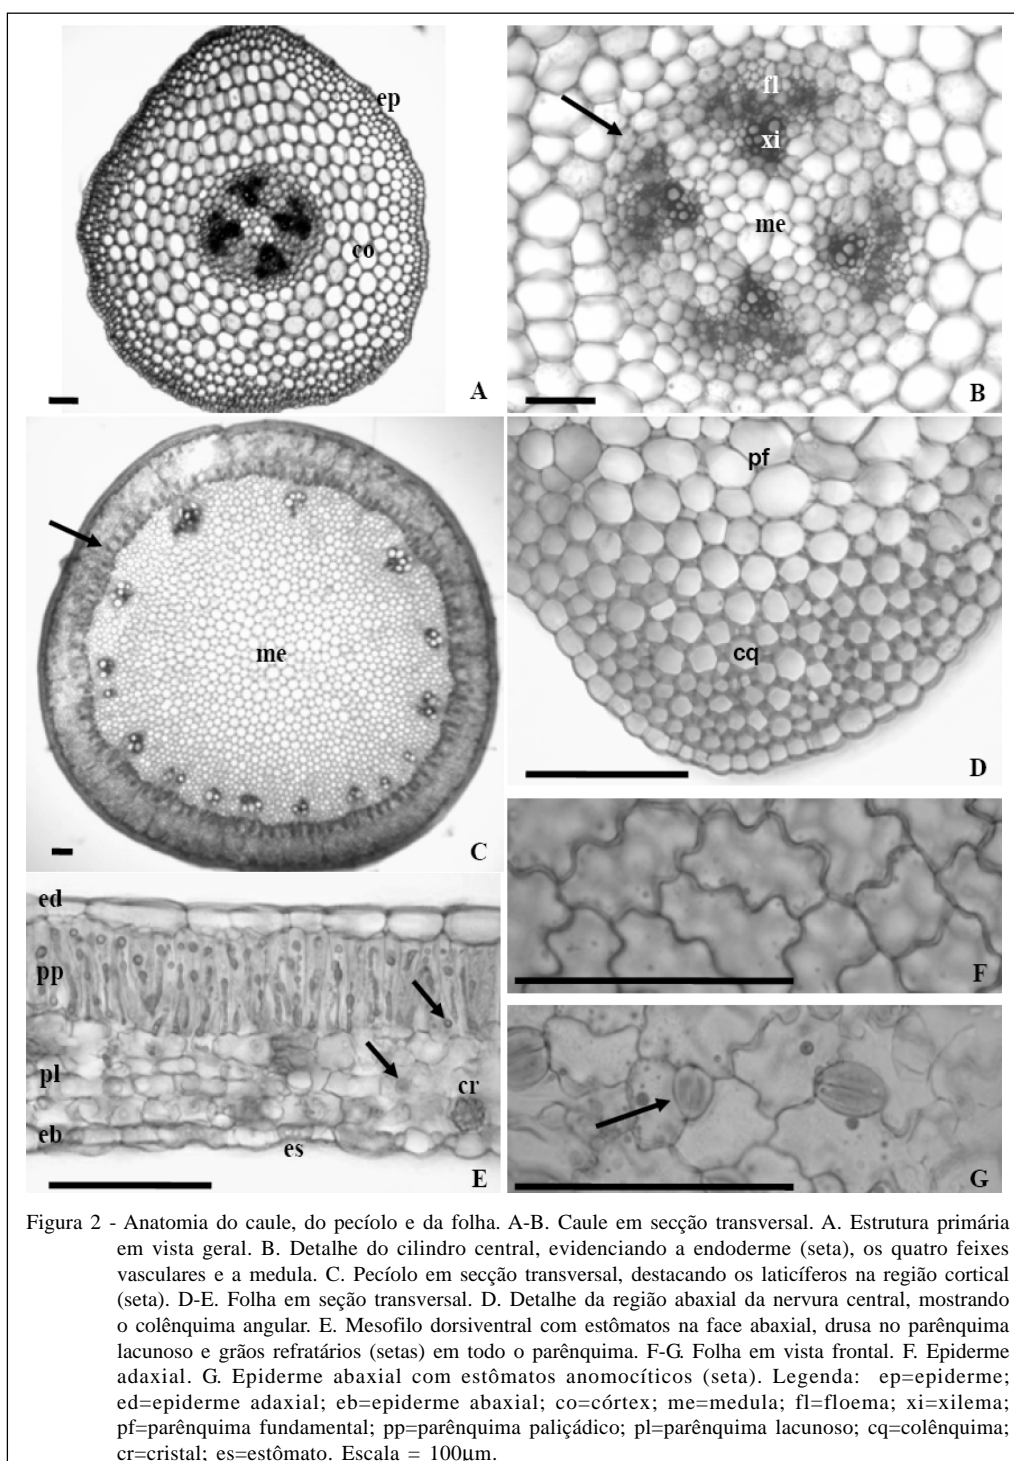 ep
co
A
fl
xi
me
B
me
C
pf
cq
D
ed
pp
pl
cr
eb
es
E
F
G
Figura 2 - Anatomia do caule, do pecíolo e da folha. A-B. Caule em secção transversal. A. Estrutura primária
em vista geral. B. Detalhe do cilindro central, evidenciando a endoderme (seta), os quatro feixes
vasculares e a medula. C. Pecíolo em secção transversal, destacando os laticíferos na região cortical
(seta). D-E. Folha em seção transversal. D. Detalhe da região abaxial da nervura central, mostrando
o colênquima angular. E. Mesofilo dorsiventral com estômatos na face abaxial, drusa no parênquima
lacunoso e grãos refratários (setas) em todo o parênquima. F-G. Folha em vista frontal. F. Epiderme
adaxial. G. Epiderme abaxial com estômatos anomocíticos (seta). Legenda: ep=epiderme;
ed=epiderme adaxial; eb=epiderme abaxial; co=córtex; me=medula; fl=floema; xi=xilema;
pf=parênquima fundamental; pp=parênquima paliçádico; pl=parênquima lacunoso; cq=colênquima;
cr=cristal; es=estômato. Escala = 100µm.